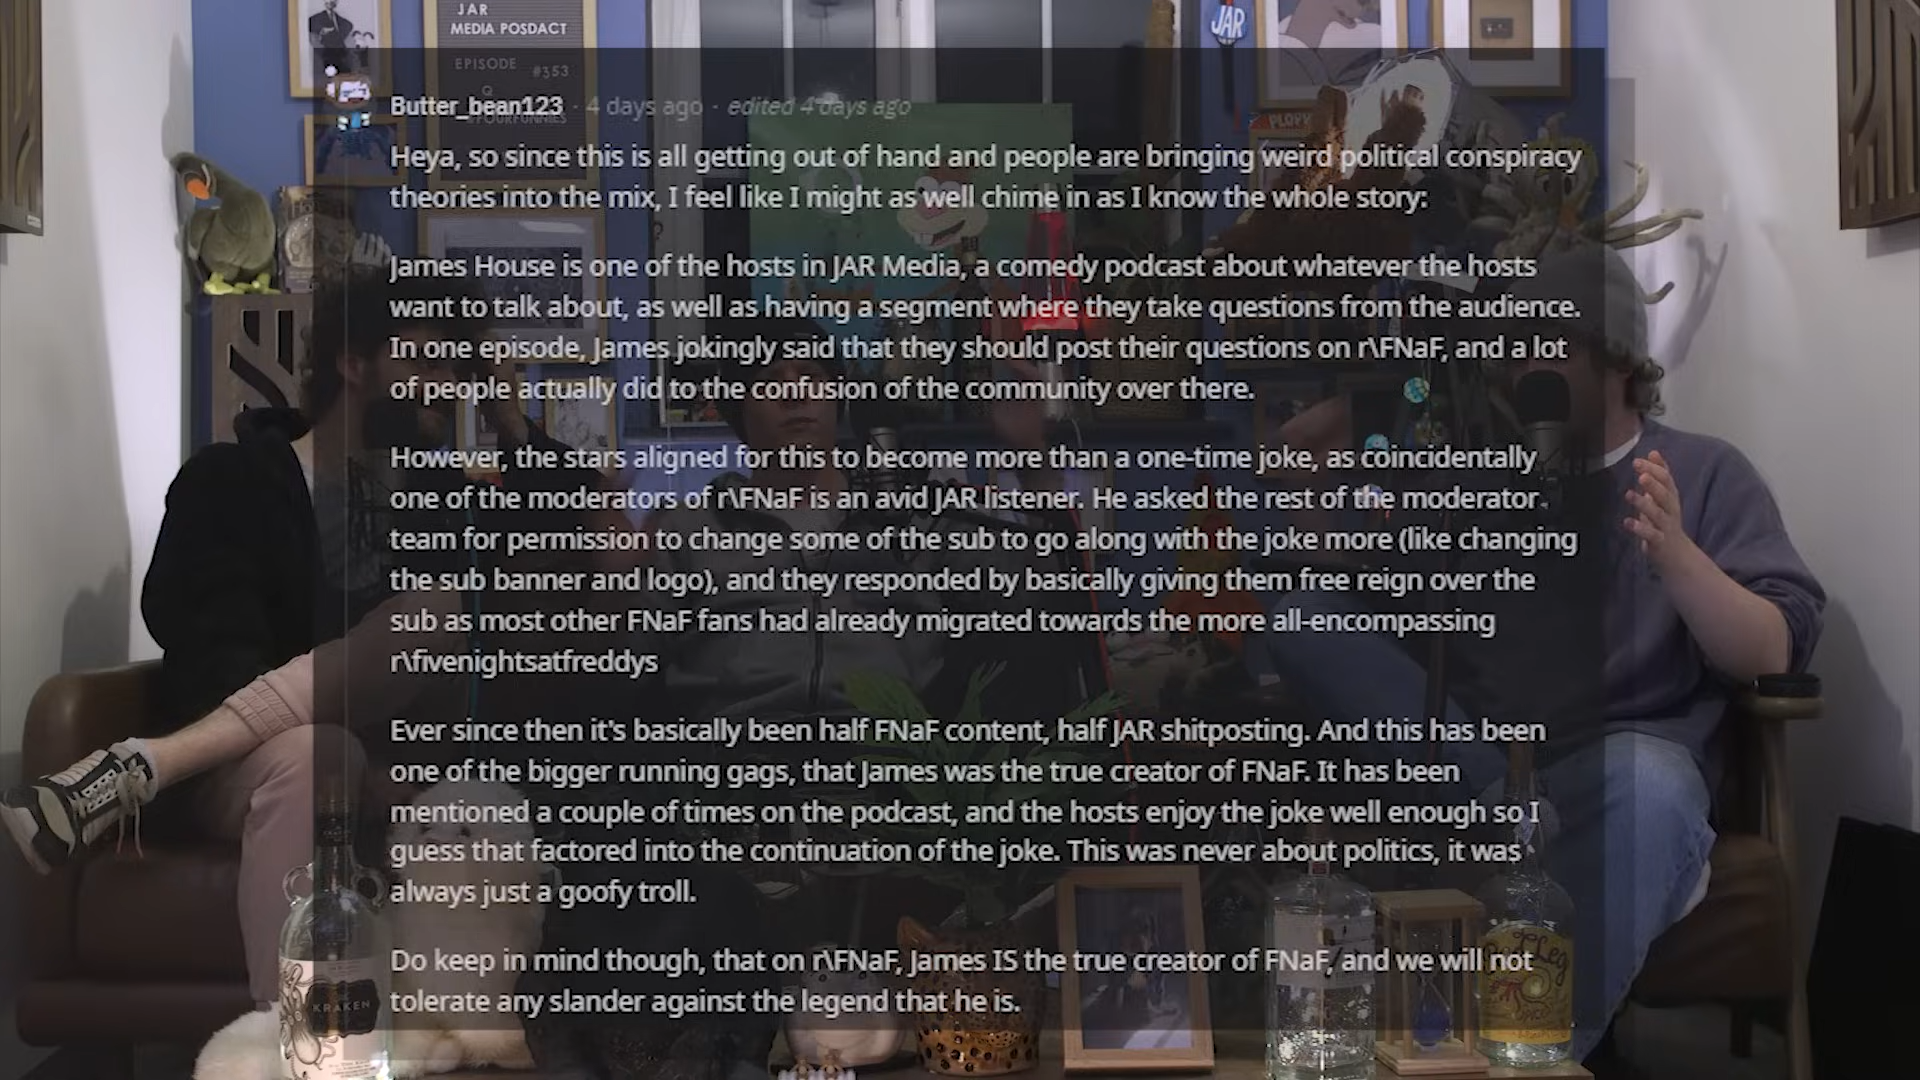 JAR
MEDIA POSDACT
EPISODE #353
Q
#FOURFUNNIES
JAR
PLOPY
Butter_bean123 · 4 days ago · edited 4 days ago
Heya, so since this is all getting out of hand and people are bringing weird political conspiracy
theories into the mix, I feel like I might as well chime in as I know the whole story:
James House is one of the hosts in JAR Media, a comedy podcast about whatever the hosts
want to talk about, as well as having a segment where they take questions from the audience.
In one episode, James jokingly said that they should post their questions on r\FNaF, and a lot
of people actually did to the confusion of the community over there.
However, the stars aligned for this to become more than a one-time joke, as coincidentally
one of the moderators of r\FNaF is an avid JAR listener. He asked the rest of the moderator
team for permission to change some of the sub to go along with the joke more (like changing
the sub banner and logo), and they responded by basically giving them free reign over the
sub as most other FNaF fans had already migrated towards the more all-encompassing
r\fivenightsatfreddys
Ever since then it's basically been half FNaF content, half JAR shitposting. And this has been
one of the bigger running gags, that James was the true creator of FNaF. It has been
mentioned a couple of times on the podcast, and the hosts enjoy the joke well enough so I
guess that factored into the continuation of the joke. This was never about politics, it was
always just a goofy troll.
Do keep in mind though, that on r\FNaF, James IS the true creator of FNaF, and we will not
tolerate any slander against the legend that he is.
KRAKEN